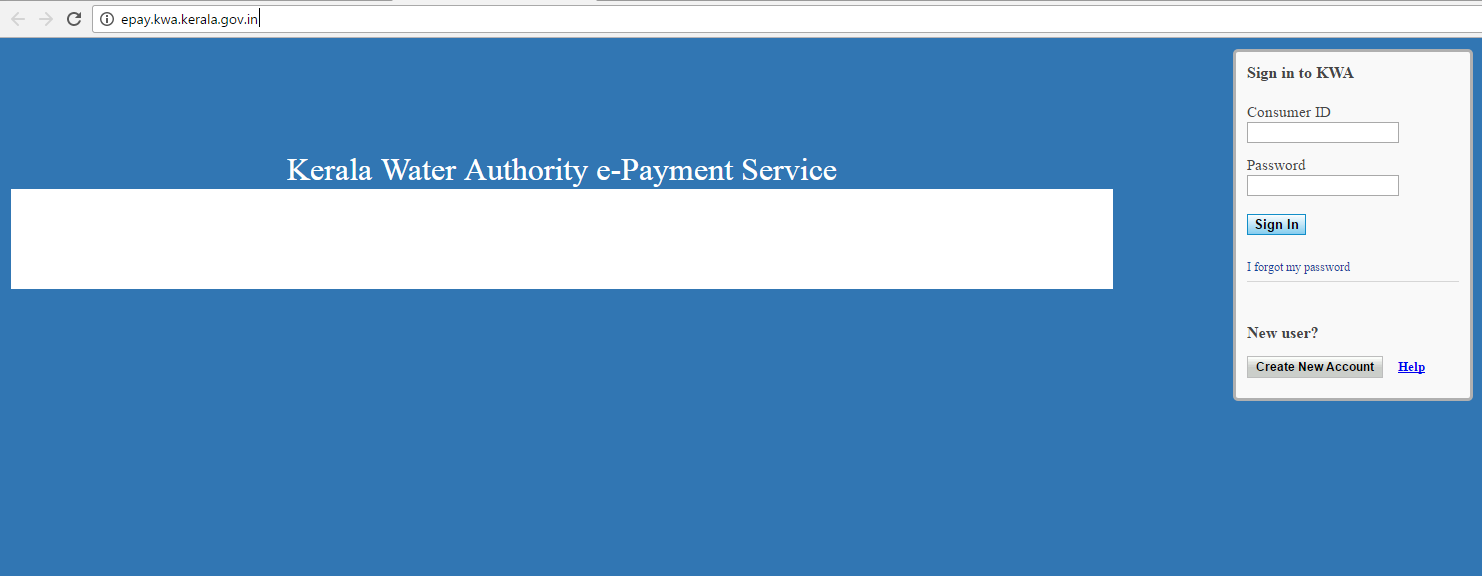 epay.kwa.kerala.gov.in
Sign in to KWA
Consumer ID
Kerala Water Authority e-Payment Service
Password
Sign In
I forgot my password
New user?
Create New Account Help